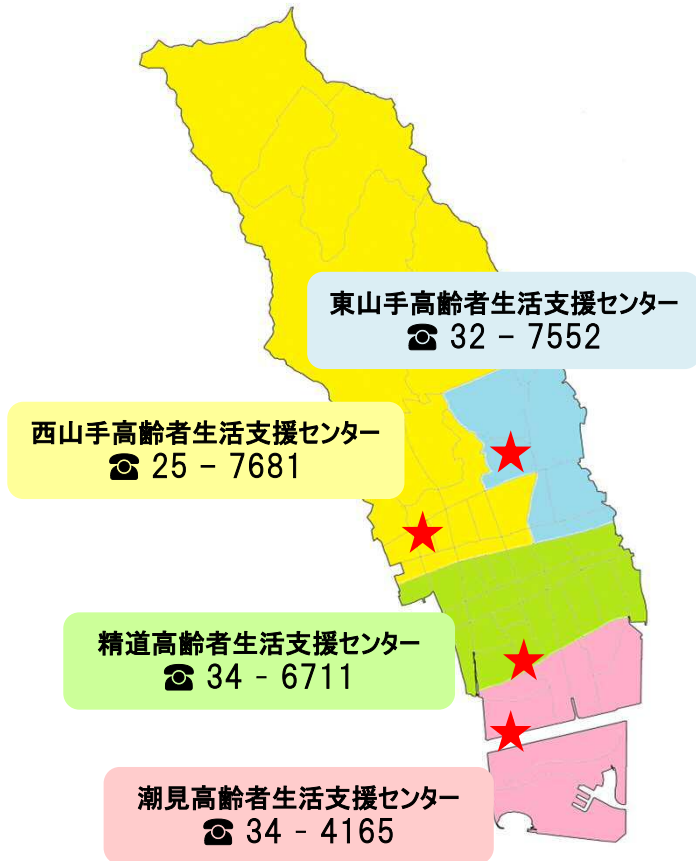 東山手高齢者生活支援センター
☎ 32 − 7552
西山手高齢者生活支援センター
☎ 25 − 7681
精道高齢者生活支援センター
☎ 34 - 6711
潮見高齢者生活支援センター
☎ 34 - 4165